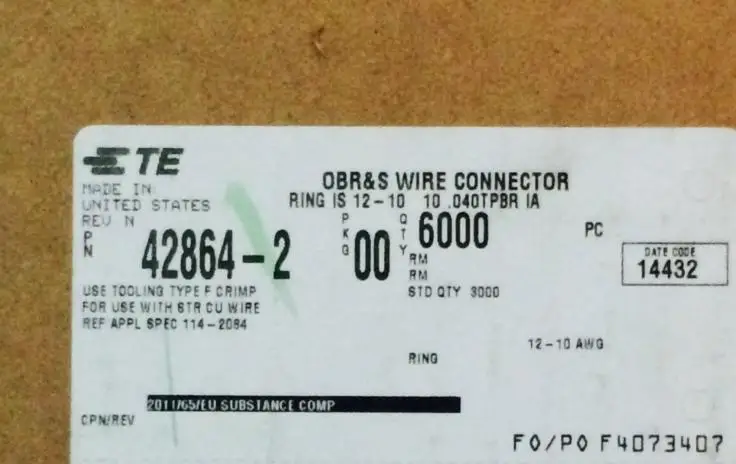 TE
OBR&S WIRE CONNECTOR
MADE IN
UNITED STATES
RING IS 12-10 10 .040TPBR IA
REV N
PN 42864-2
PKG 00
QTY 6000 PC
RM
RM
DATE CODE
14432
USE TOOLING TYPE F CRIMP
STD QTY 3000
FOR USE WITH STR CU WIRE
REF APPL SPEC 114-2084
12-10 AWG
RING
2011/65/EU SUBSTANCE COMP
CPN/REV
FO/PO F4073407